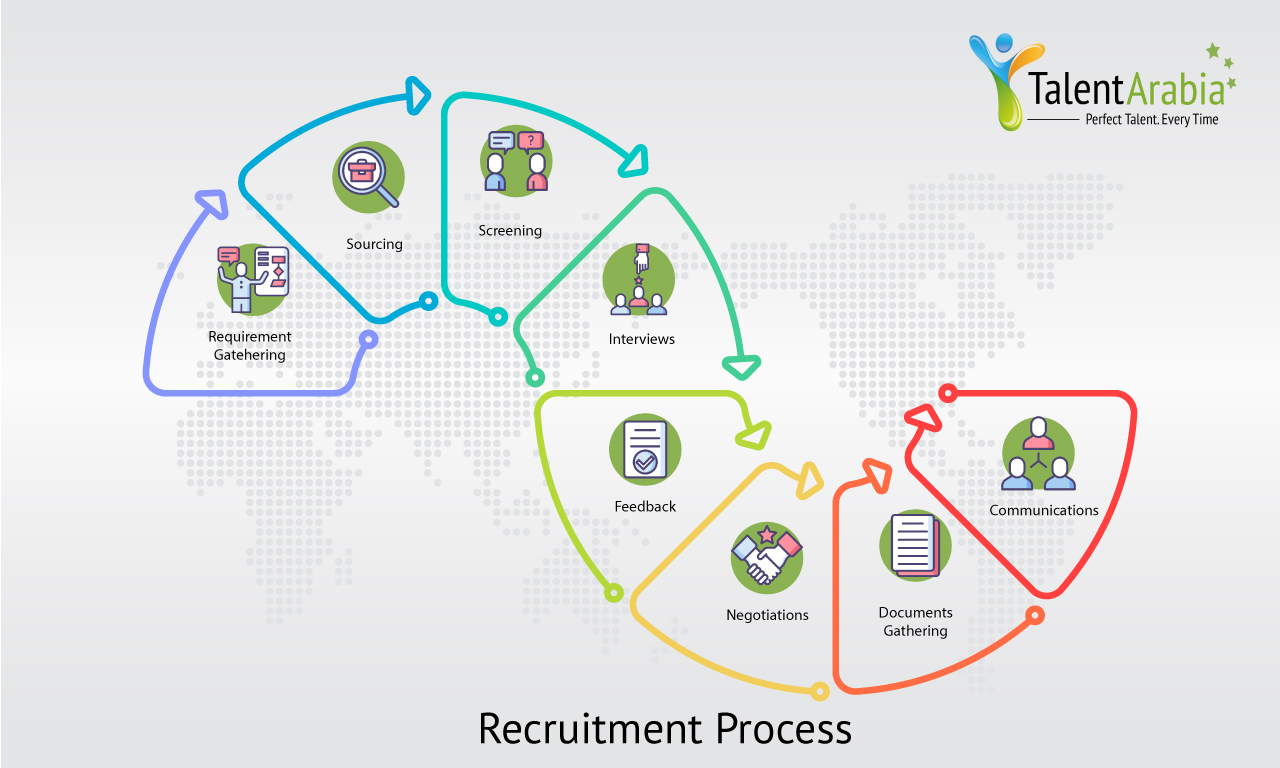 TalentArabia
Perfect Talent. Every Time
?
Sourcing
Screening
Requirement
Gatehering
Interviews
Feedback
Negotiations
Documents
Gathering
Communications
Recruitment Process